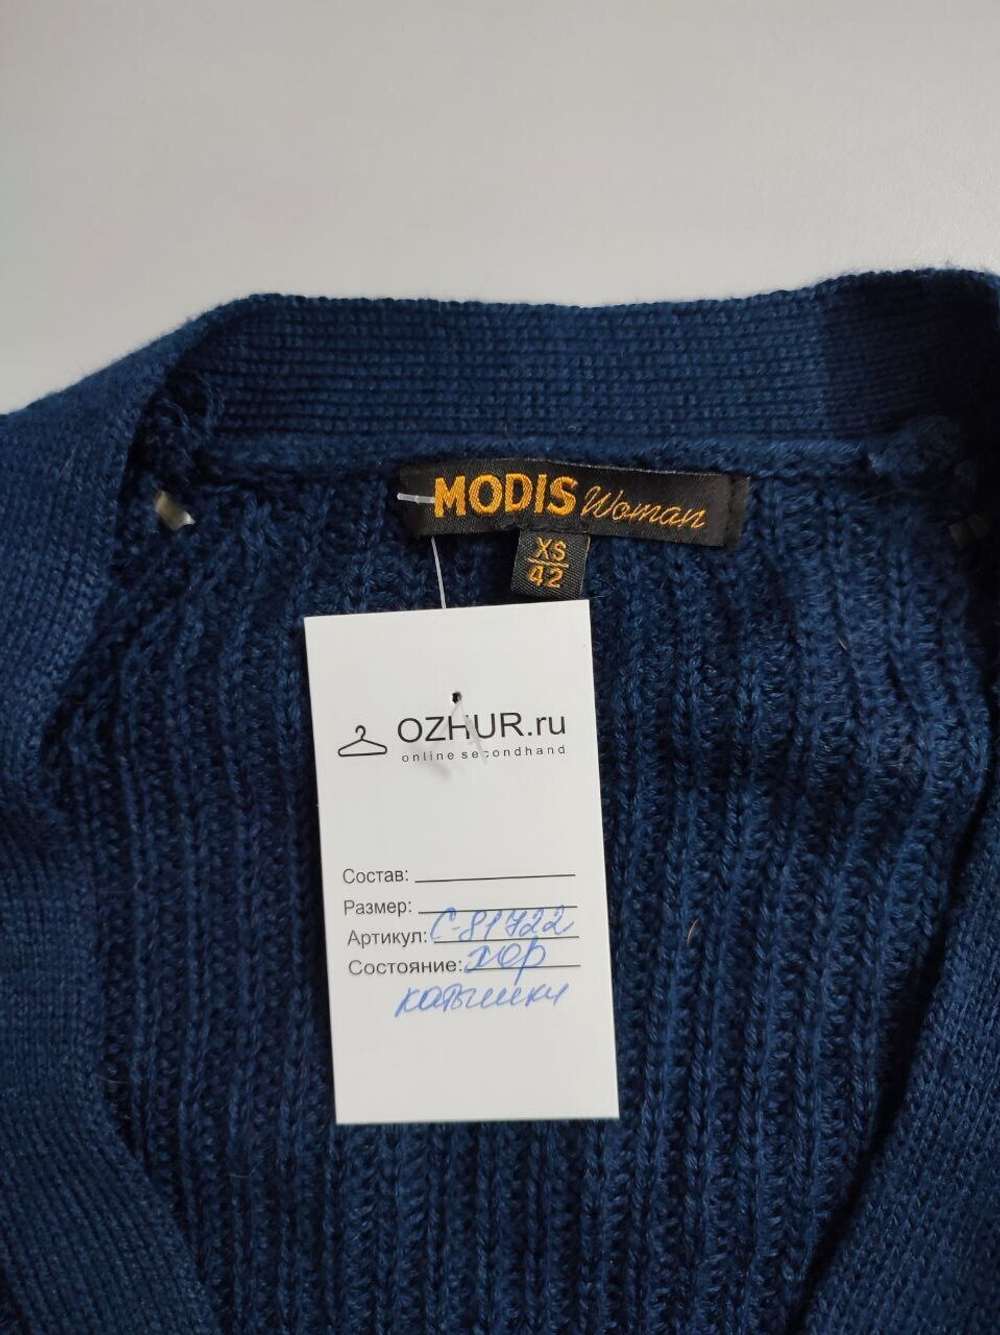 MODIS Woman
XS
42
OZHUR.ru
online secondhand
Состав:
Размер:
Артикул: С-81722
Состояние: хор
катышки